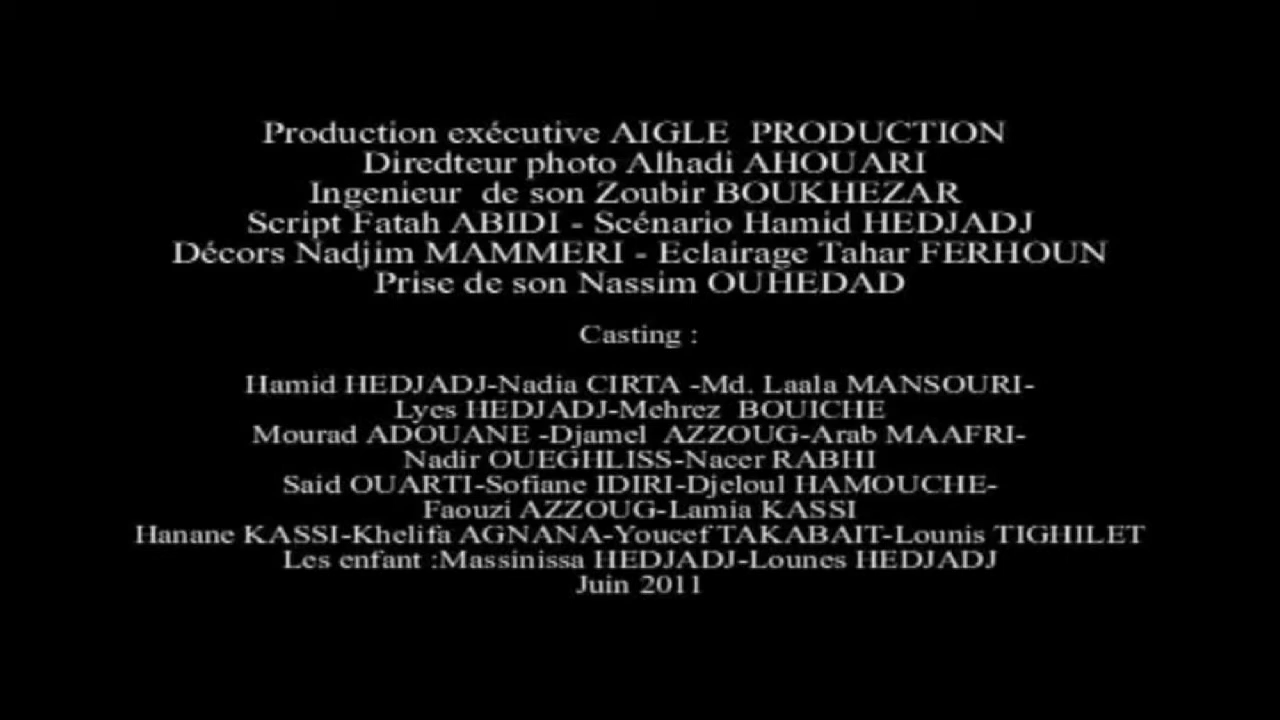 Production exécutive AIGLE PRODUCTION
Diredteur photo Alhadi AHOUARI
Ingenieur de son Zoubir BOUKHEZAR
Script Fatah ABIDI - Scénario Hamid HEDJADJ
Décors Nadjim MAMMERI - Eclairage Tahar FERHOUN
Prise de son Nassim OUHEDAD
Casting :
Hamid HEDJADJ-Nadia CIRTA -Md. Laala MANSOURI-
Lyes HEDJADJ-Mehrez BOUICHE
Mourad ADOUANE -Djamel AZZOUG-Arab MAAFRI-
Nadir OUEGHLISS-Nacer RABHI
Said OUARTI-Sofiane IDIRI-Djeloul HAMOUCHE-
Faouzi AZZOUG-Lamia KASSI
Hanane KASSI-Khelifa AGNANA-Youcef TAKABAIT-Lounis TIGHILET
Les enfant :Massinissa HEDJADJ-Lounes HEDJADJ
Juin 2011